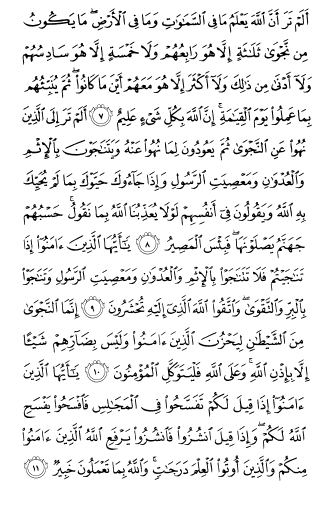 أَلَمْ تَرَ أَنَّ ٱللَّهَ يَعْلَمُ مَا فِى ٱلسَّمَٰوَٰتِ وَمَا فِى ٱلْأَرْضِ ۖ مَا يَكُونُ
مِن نَّجْوَىٰ ثَلَٰثَةٍ إِلَّا هُوَ رَابِعُهُمْ وَلَا خَمْسَةٍ إِلَّا هُوَ سَادِسُهُمْ
وَلَآ أَدْنَىٰ مِن ذَٰلِكَ وَلَآ أَكْثَرَ إِلَّا هُوَ مَعَهُمْ أَيْنَ مَا كَانُوا۟ ۖ ثُمَّ يُنَبِّئُهُم
بِمَا عَمِلُوا۟ يَوْمَ ٱلْقِيَٰمَةِ ۚ إِنَّ ٱللَّهَ بِكُلِّ شَىْءٍ عَلِيمٌ ۝٧ أَلَمْ تَرَ إِلَى ٱلَّذِينَ
نُهُوا۟ عَنِ ٱلنَّجْوَىٰ ثُمَّ يَعُودُونَ لِمَا نُهُوا۟ عَنْهُ وَيَتَنَٰجَوْنَ بِٱلْإِثْمِ
وَٱلْعُدْوَٰنِ وَمَعْصِيَتِ ٱلرَّسُولِ وَإِذَا جَآءُوكَ حَيَّوْكَ بِمَا لَمْ يُحَيِّكَ
بِهِ ٱللَّهُ وَيَقُولُونَ فِىٓ أَنفُسِهِمْ لَوْلَا يُعَذِّبُنَا ٱللَّهُ بِمَا نَقُولُ ۚ حَسْبُهُمْ
جَهَنَّمُ يَصْلَوْنَهَا ۖ فَبِئْسَ ٱلْمَصِيرُ ۝٨ يَٰٓأَيُّهَا ٱلَّذِينَ ءَامَنُوٓا۟ إِذَا
تَنَٰجَيْتُمْ فَلَا تَتَنَٰجَوْا۟ بِٱلْإِثْمِ وَٱلْعُدْوَٰنِ وَمَعْصِيَتِ ٱلرَّسُولِ وَتَنَٰجَوْا۟
بِٱلْبِرِّ وَٱلتَّقْوَىٰ ۖ وَٱتَّقُوا۟ ٱللَّهَ ٱلَّذِىٓ إِلَيْهِ تُحْشَرُونَ ۝٩ إِنَّمَا ٱلنَّجْوَىٰ
مِنَ ٱلشَّيْطَٰنِ لِيَحْزُنَ ٱلَّذِينَ ءَامَنُوا۟ وَلَيْسَ بِضَآرِّهِمْ شَيْـًٔا
إِلَّا بِإِذْنِ ٱللَّهِ ۚ وَعَلَى ٱللَّهِ فَلْيَتَوَكَّلِ ٱلْمُؤْمِنُونَ ۝١٠ يَٰٓأَيُّهَا ٱلَّذِينَ
ءَامَنُوٓا۟ إِذَا قِيلَ لَكُمْ تَفَسَّحُوا۟ فِى ٱلْمَجَٰلِسِ فَٱفْسَحُوا۟ يَفْسَحِ
ٱللَّهُ لَكُمْ ۖ وَإِذَا قِيلَ ٱنشُزُوا۟ فَٱنشُزُوا۟ يَرْفَعِ ٱللَّهُ ٱلَّذِينَ ءَامَنُوا۟
مِنكُمْ وَٱلَّذِينَ أُوتُوا۟ ٱلْعِلْمَ دَرَجَٰتٍ ۚ وَٱللَّهُ بِمَا تَعْمَلُونَ خَبِيرٌ ۝١١